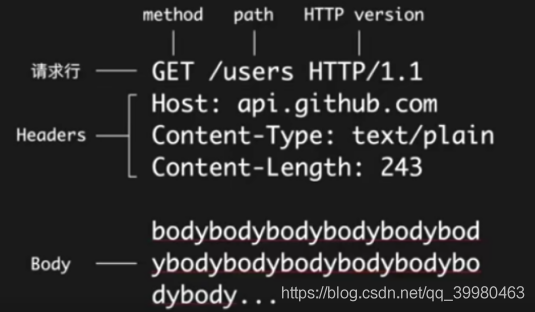 method path HTTP version
请求行 GET /users HTTP/1.1
Host: api.github.com
Headers Content-Type: text/plain
Content-Length: 243
bodybodybodybodybodybod
Body ybodybodybodybodybodybo
dybody...
https://blog.csdn.net/qq_39980463